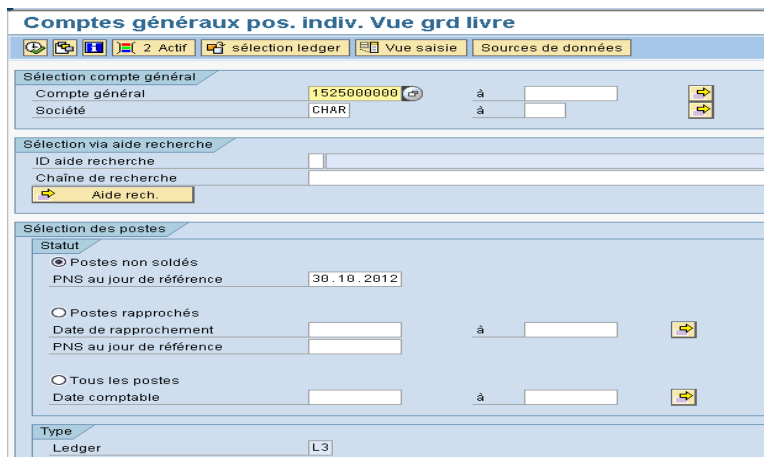 Comptes généraux pos. indiv. Vue grd livre
2 Actif sélection ledger Vue saisie Sources de données
Sélection compte général
Compte général 1525000000 à
Société CHAR à
Sélection via aide recherche
ID aide recherche
Chaîne de recherche
Aide rech.
Sélection des postes
Statut
Postes non soldés
PNS au jour de référence 30.10.2012
Postes rapprochés
Date de rapprochement à
PNS au jour de référence
Tous les postes
Date comptable à
Type
Ledger L3